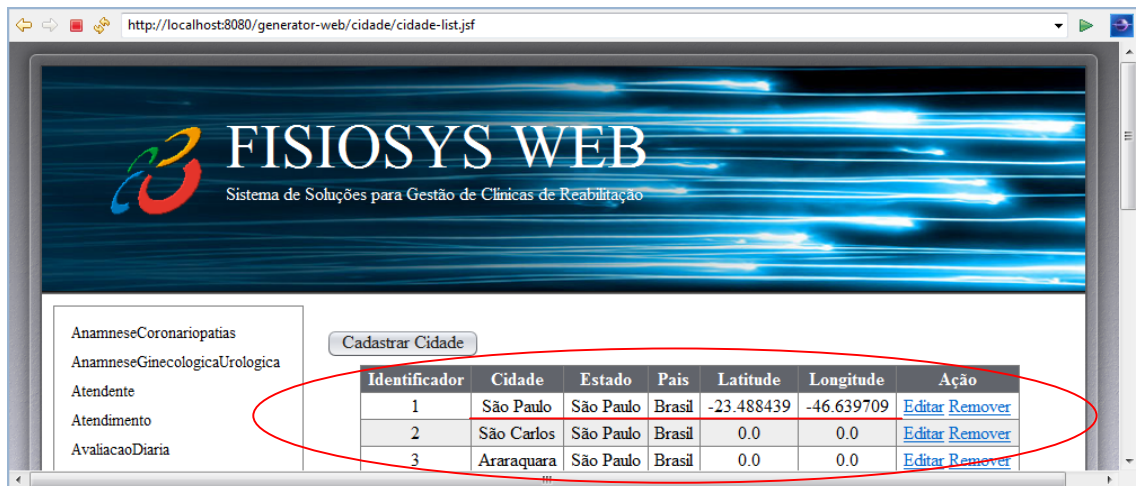 http://localhost:8080/generator-web/cidade/cidade-list.jsf
FISIOSYS WEB
Sistema de Soluções para Gestão de Clínicas de Reabilitação
AnamneseCoronariopatias
AnamneseGinecologicaUrologica
Atendente
Atendimento
AvaliacaoDiaria
Cadastrar Cidade
Identificador Cidade Estado Pais Latitude Longitude Ação
1 São Paulo São Paulo Brasil -23.488439 -46.639709 Editar Remover
2 São Carlos São Paulo Brasil 0.0 0.0 Editar Remover
3 Araraquara São Paulo Brasil 0.0 0.0 Editar Remover